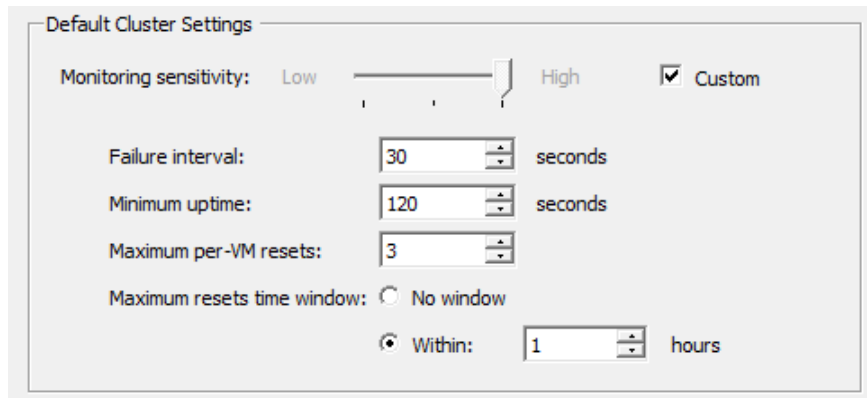 Default Cluster Settings
Monitoring sensitivity: Low High Custom
Failure interval: 30 seconds
Minimum uptime: 120 seconds
Maximum per-VM resets: 3
Maximum resets time window: No window
Within: 1 hours